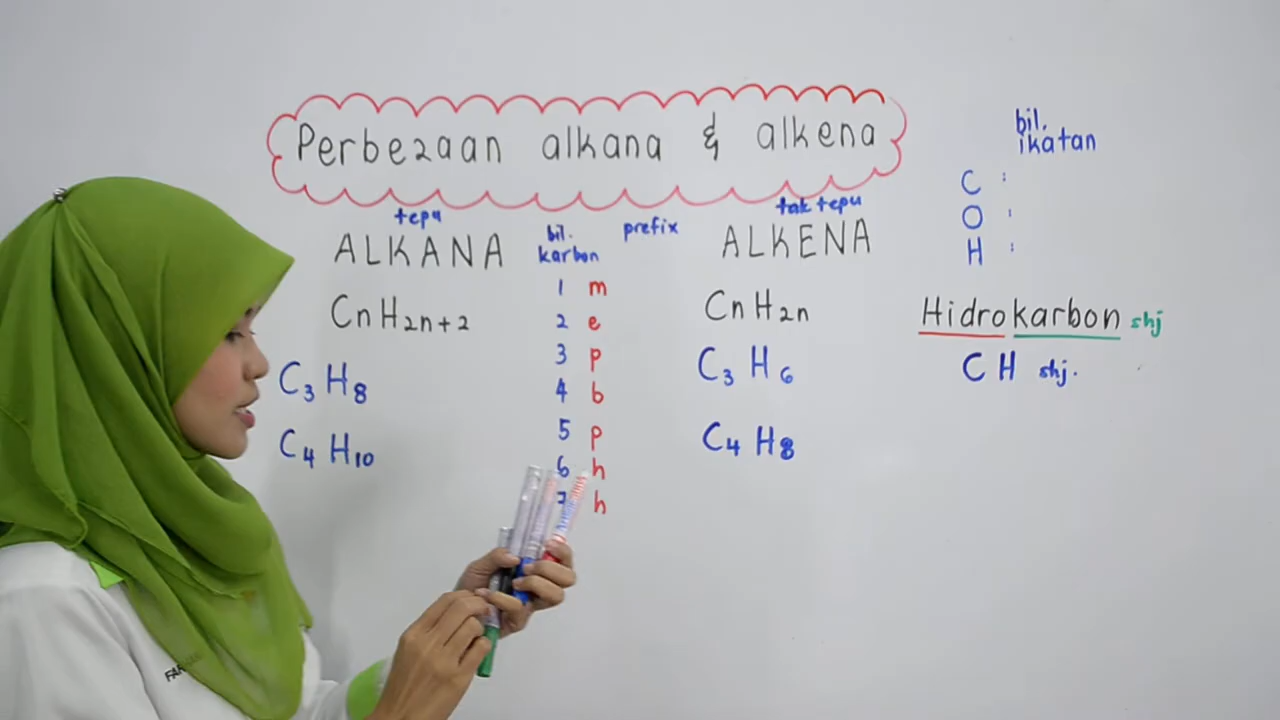 Perbezaan alkana & alkena
tepu
ALKANA
CnH2n+2
C3H8
C4H10
bil. karbon
prefix
1 m
2 e
3 p
4 b
5 p
6 h
7 h
tak tepu
ALKENA
CnH2n
C3H6
C4H8
bil. ikatan
C :
O :
H :
Hidrokarbon shj
CH shj.